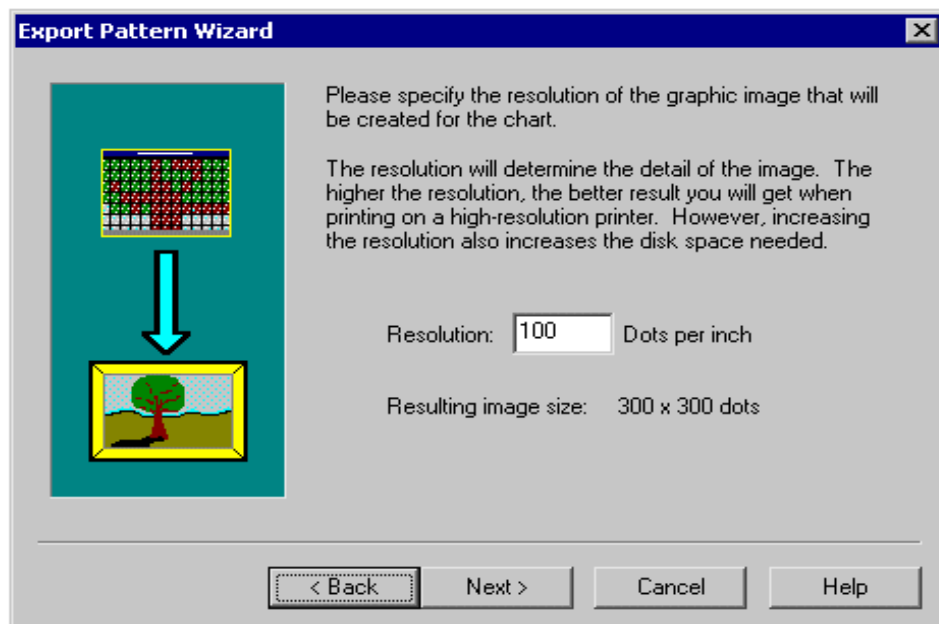 Export Pattern Wizard
Please specify the resolution of the graphic image that will
be created for the chart.
The resolution will determine the detail of the image. The
higher the resolution, the better result you will get when
printing on a high-resolution printer. However, increasing
the resolution also increases the disk space needed.
Resolution: 100 Dots per inch
Resulting image size: 300 x 300 dots
< Back Next > Cancel Help